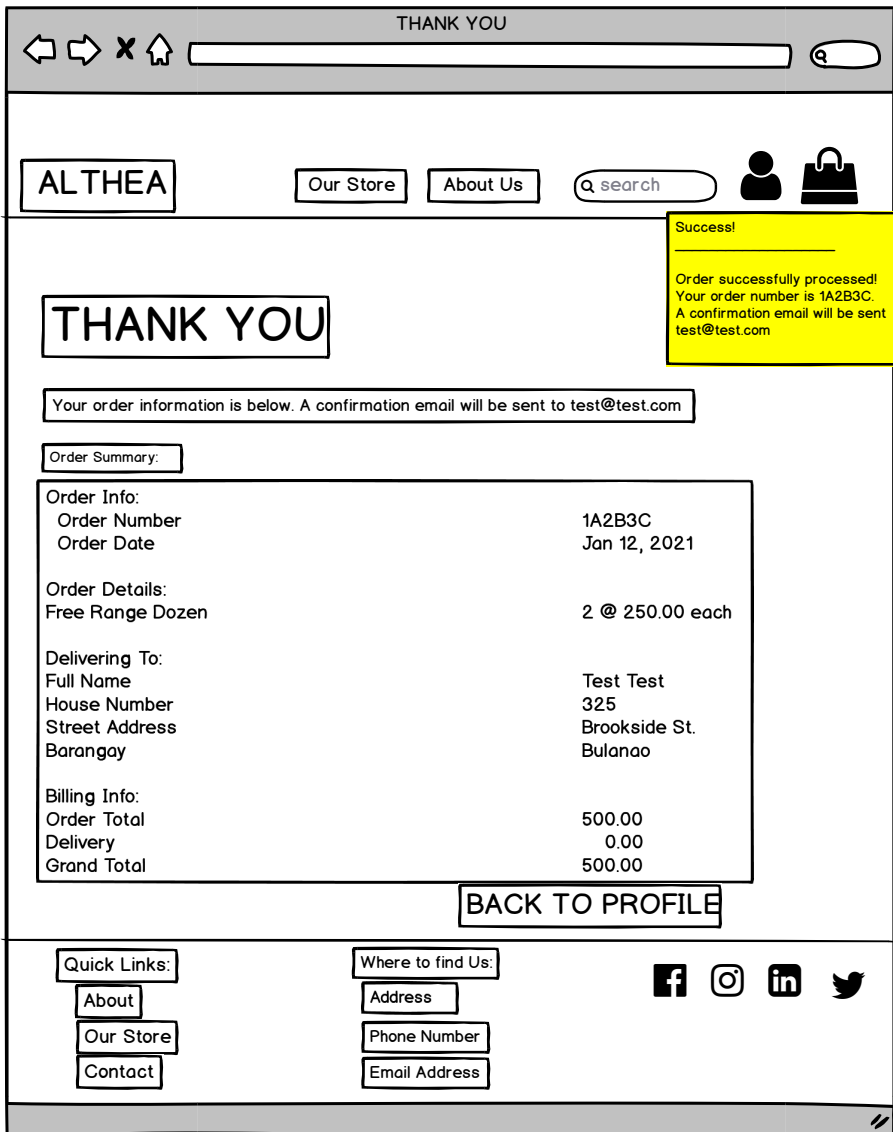 THANK YOU
ALTHEA
Our Store
About Us
search
Success!
Order successfully processed!
Your order number is 1A2B3C.
A confirmation email will be sent
test@test.com
THANK YOU
Your order information is below. A confirmation email will be sent to test@test.com
Order Summary:
Order Info:
Order Number 1A2B3C
Order Date Jan 12, 2021
Order Details:
Free Range Dozen 2 @ 250.00 each
Delivering To:
Full Name Test Test
House Number 325
Street Address Brookside St.
Barangay Bulanao
Billing Info:
Order Total 500.00
Delivery 0.00
Grand Total 500.00
BACK TO PROFILE
Quick Links:
About
Our Store
Contact
Where to find Us:
Address
Phone Number
Email Address